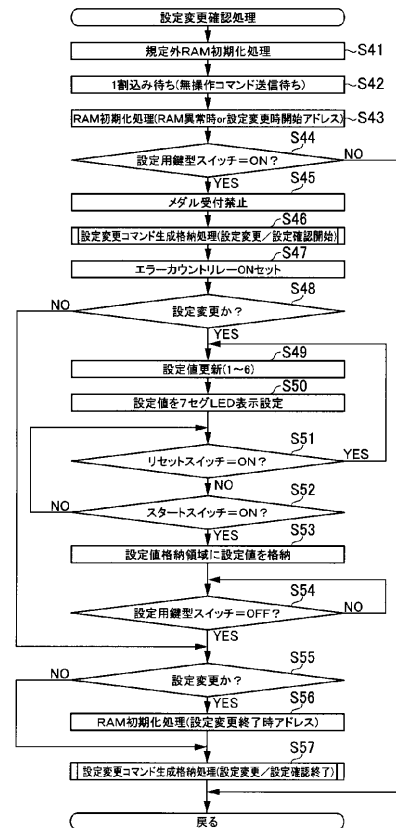 設定変更確認処理
規定外RAM初期化処理
S41
1割込み待ち(無操作コマンド送信待ち)
S42
RAM初期化処理(RAM異常時or設定変更時開始アドレス)
S43
S44
設定用鍵型スイッチ=ON?
NO
YES
S45
メダル受付禁止
S46
設定変更コマンド生成格納処理(設定変更/設定確認開始)
S47
エラーカウントリレーONセット
S48
NO
設定変更か?
YES
S49
設定値更新(1~6)
S50
設定値を7セグLED表示設定
S51
リセットスイッチ=ON?
YES
NO
S52
スタートスイッチ=ON?
NO
YES
S53
設定値格納領域に設定値を格納
S54
設定用鍵型スイッチ=OFF?
NO
YES
S55
NO
設定変更か?
YES
S56
RAM初期化処理(設定変更終了時アドレス)
S57
設定変更コマンド生成格納処理(設定変更/設定確認終了)
戻る